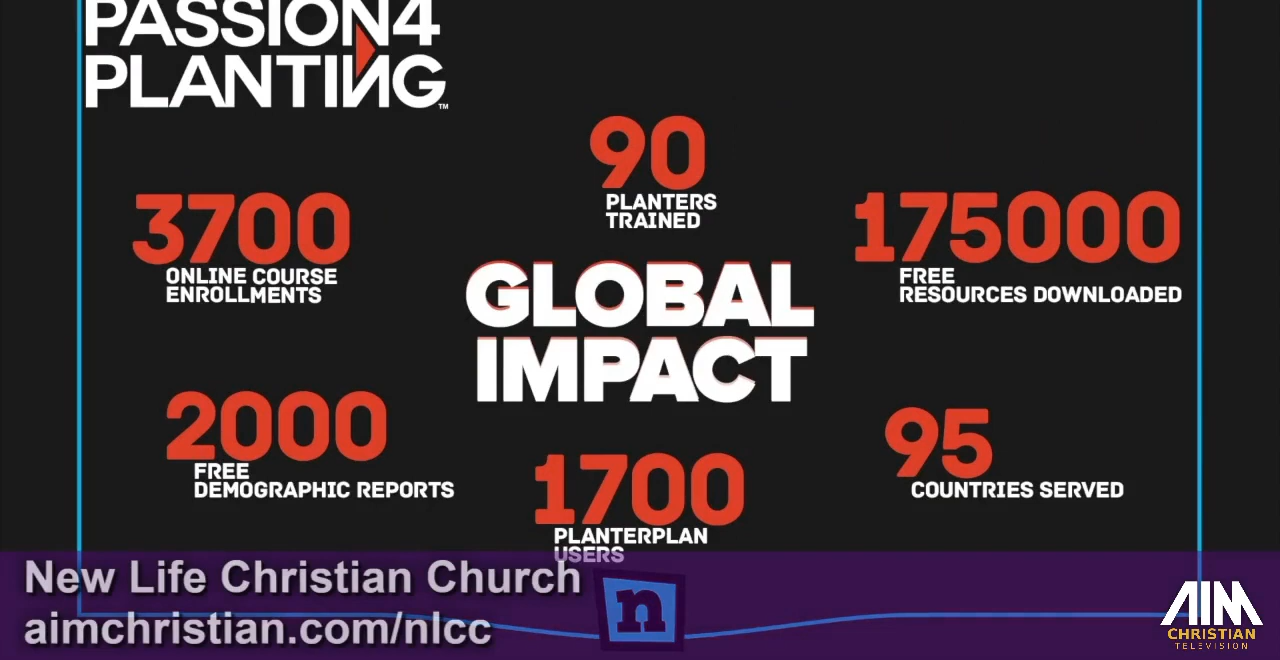 PASSION4
PLANTING™
90
PLANTERS
TRAINED
3700
ONLINE COURSE
ENROLLMENTS
175000
FREE
RESOURCES DOWNLOADED
GLOBAL
IMPACT
2000
FREE
DEMOGRAPHIC REPORTS
1700
PLANTERPLAN
USERS
95
COUNTRIES SERVED
New Life Christian Church
aimchristian.com/nlcc
n
AIM
CHRISTIAN
TELEVISION